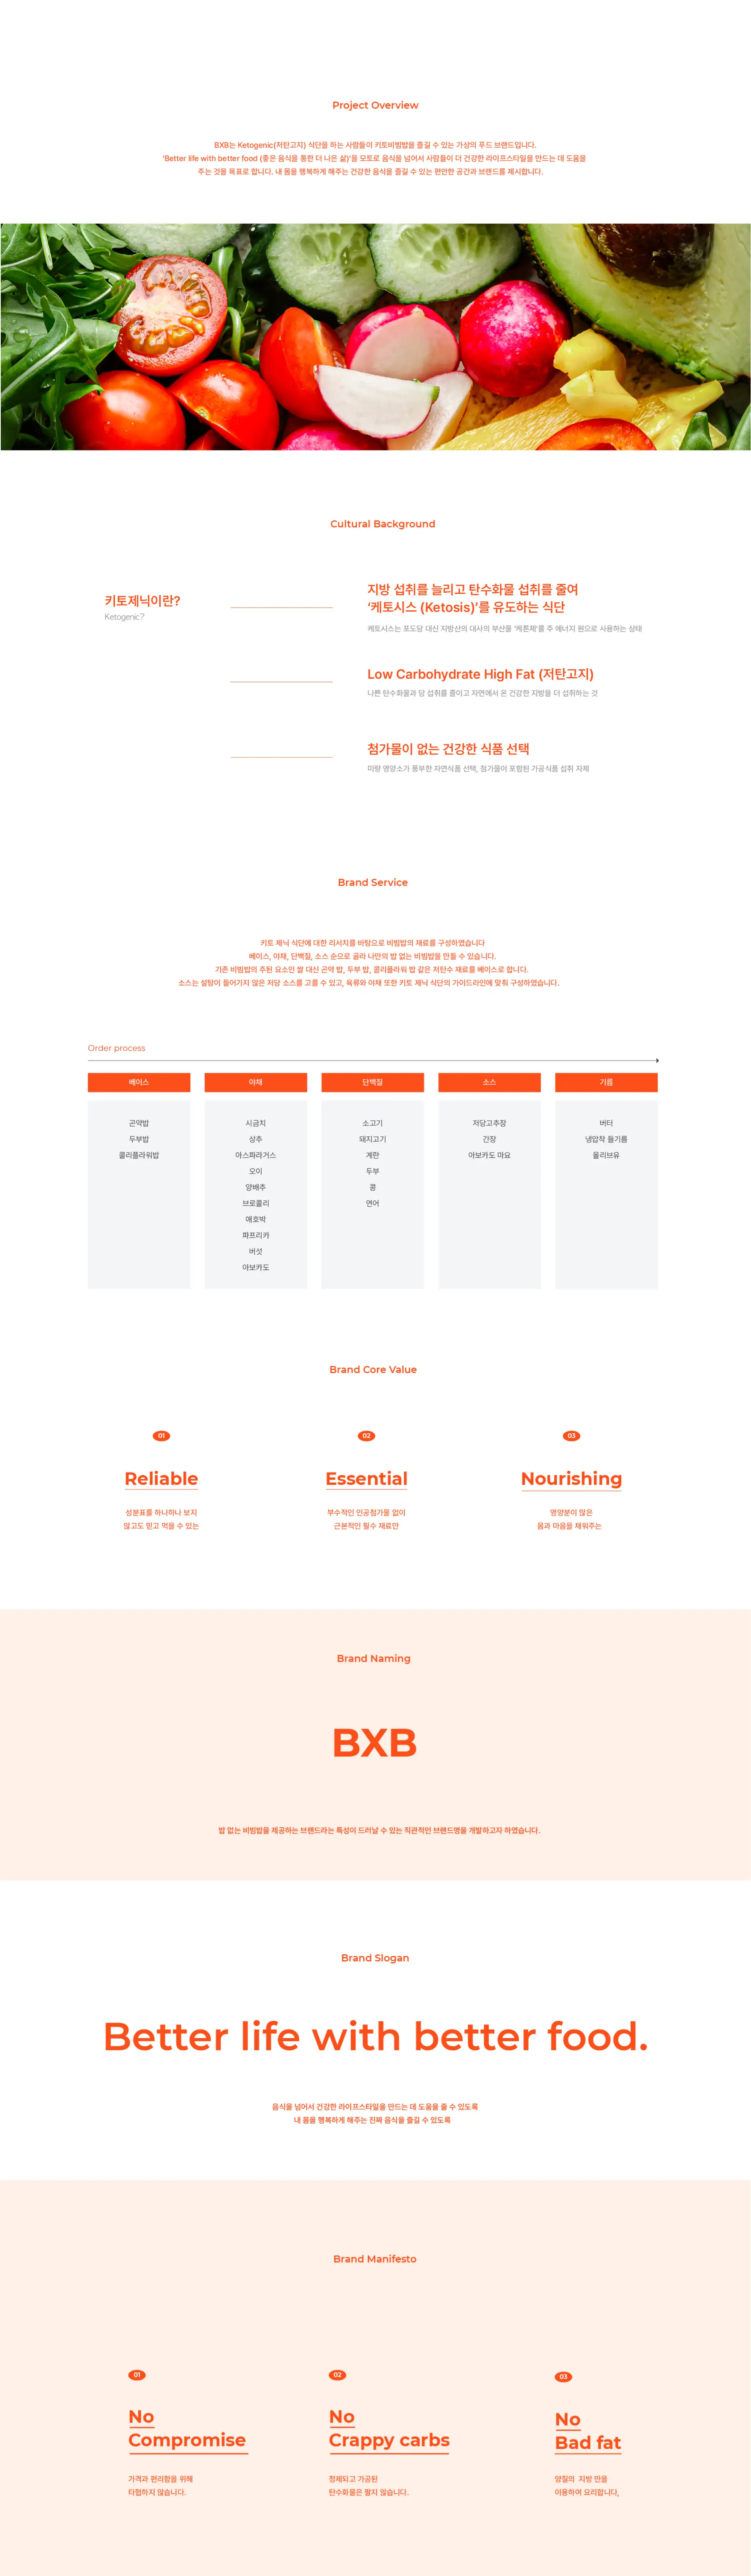 Project Overview
BXB는 Ketogenic(저탄고지) 식단을 하는 사람들이 키토비빔밥을 즐길 수 있는 가상의 푸드 브랜드입니다.
'Better life with better food (좋은 음식을 통한 더 나은 삶)'을 모토로 음식을 넘어서 사람들이 더 건강한 라이프스타일을 만드는 데 도움을
주는 것을 목표로 합니다. 내 몸을 행복하게 해주는 건강한 음식을 즐길 수 있는 편안한 공간과 브랜드를 제시합니다.
Cultural Background
키토제닉이란?
Ketogenic?
지방 섭취를 늘리고 탄수화물 섭취를 줄여
‘케토시스 (Ketosis)’를 유도하는 식단
케토시스는 포도당 대신 지방산의 대사의 부산물 '케톤체'를 주 에너지 원으로 사용하는 상태
Low Carbohydrate High Fat (저탄고지)
나쁜 탄수화물과 당 섭취를 줄이고 자연에서 온 건강한 지방을 더 섭취하는 것
첨가물이 없는 건강한 식품 선택
미량 영양소가 풍부한 자연식품 선택, 첨가물이 포함된 가공식품 섭취 자제
Brand Service
키토 제닉 식단에 대한 리서치를 바탕으로 비빔밥의 재료를 구성하였습니다
베이스, 야채, 단백질, 소스 순으로 골라 나만의 밥 없는 비빔밥을 만들 수 있습니다.
기존 비빔밥의 주된 요소인 쌀 대신 곤약 밥, 두부 밥, 콜리플라워 밥 같은 저탄수 재료를 베이스로 합니다.
소스는 설탕이 들어가지 않은 저당 소스를 고를 수 있고, 육류와 야채 또한 키토 제닉 식단의 가이드라인에 맞춰 구성하였습니다.
Order process
베이스
곤약밥
두부밥
콜리플라워밥
야채
시금치
상추
아스파라거스
오이
양배추
브로콜리
애호박
파프리카
버섯
아보카도
단백질
소고기
돼지고기
계란
두부
콩
연어
소스
저당고추장
간장
아보카도 마요
기름
버터
냉압착 들기름
올리브유
Brand Core Value
01
Reliable
성분표를 하나하나 보지
않고도 믿고 먹을 수 있는
02
Essential
부수적인 인공첨가물 없이
근본적인 필수 재료만
03
Nourishing
영양분이 많은
몸과 마음을 채워주는
Brand Naming
BXB
밥 없는 비빔밥을 제공하는 브랜드라는 특성이 드러날 수 있는 직관적인 브랜드명을 개발하고자 하였습니다.
Brand Slogan
Better life with better food.
음식을 넘어서 건강한 라이프스타일을 만드는 데 도움을 줄 수 있도록
내 몸을 행복하게 해주는 진짜 음식을 즐길 수 있도록
Brand Manifesto
01
No
Compromise
가격과 편리함을 위해
타협하지 않습니다.
02
No
Crappy carbs
정제되고 가공된
탄수화물은 팔지 않습니다.
03
No
Bad fat
양질의 지방 만을
이용하여 요리합니다,